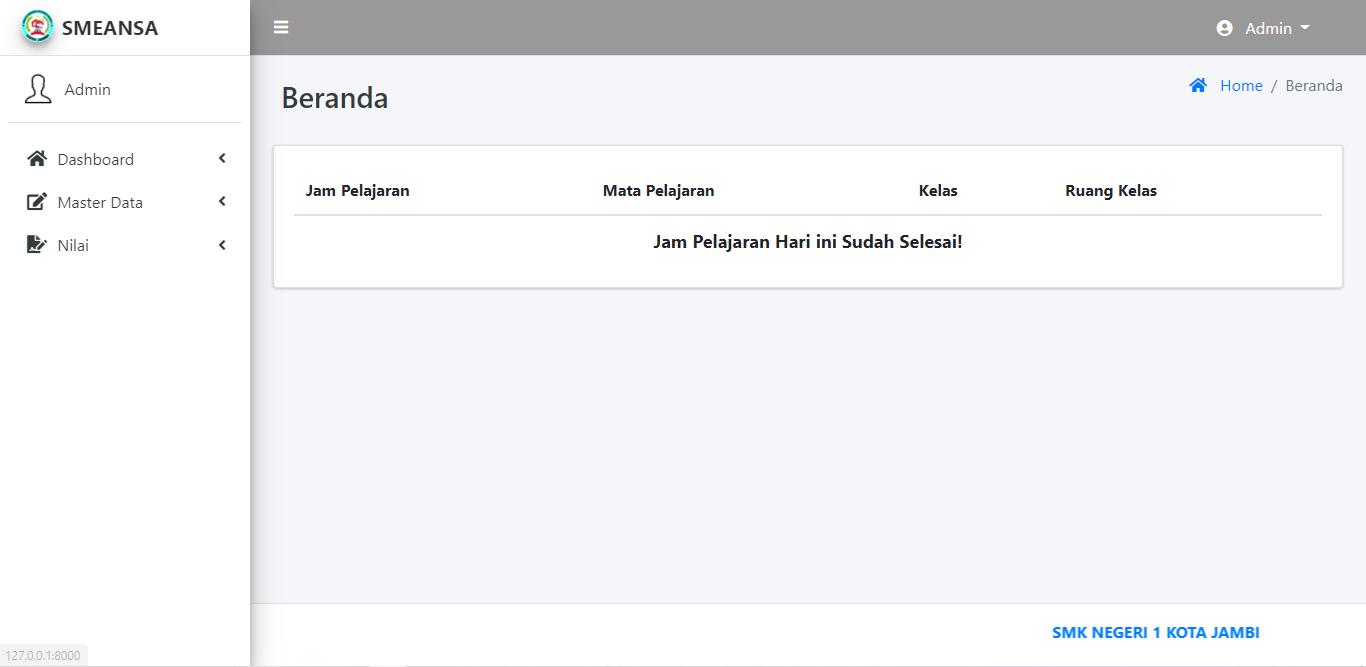 SMEANSA
Admin
Admin
Beranda
Home / Beranda
Dashboard
Master Data
Nilai
Jam Pelajaran Mata Pelajaran Kelas Ruang Kelas
Jam Pelajaran Hari ini Sudah Selesai!
SMK NEGERI 1 KOTA JAMBI
127.0.0.1:8000